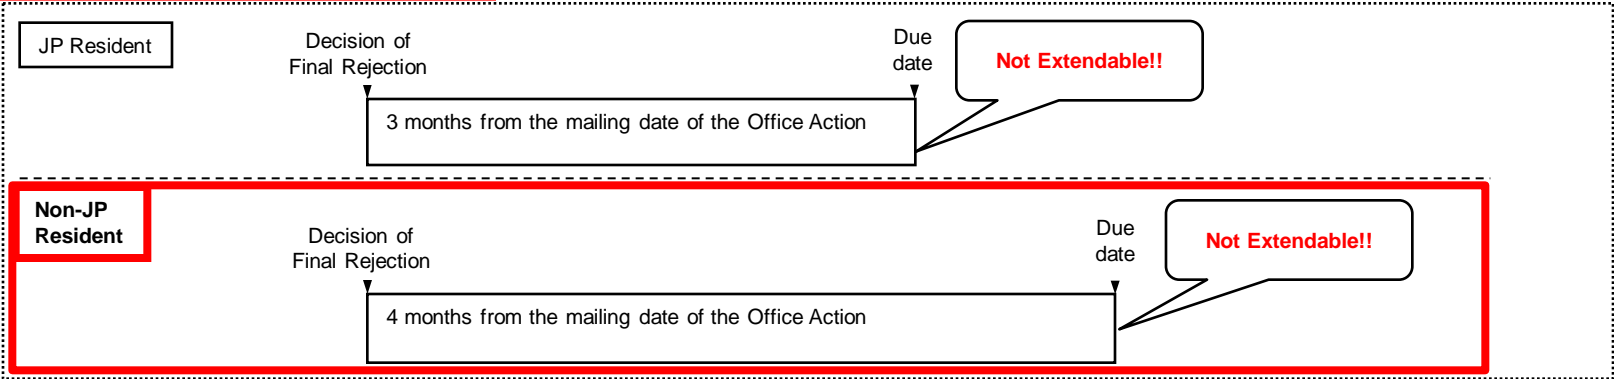 JP Resident
Decision of
Final Rejection
Due
date
Not Extendable!!
3 months from the mailing date of the Office Action
Non-JP
Resident
Decision of
Final Rejection
Due
date
Not Extendable!!
4 months from the mailing date of the Office Action